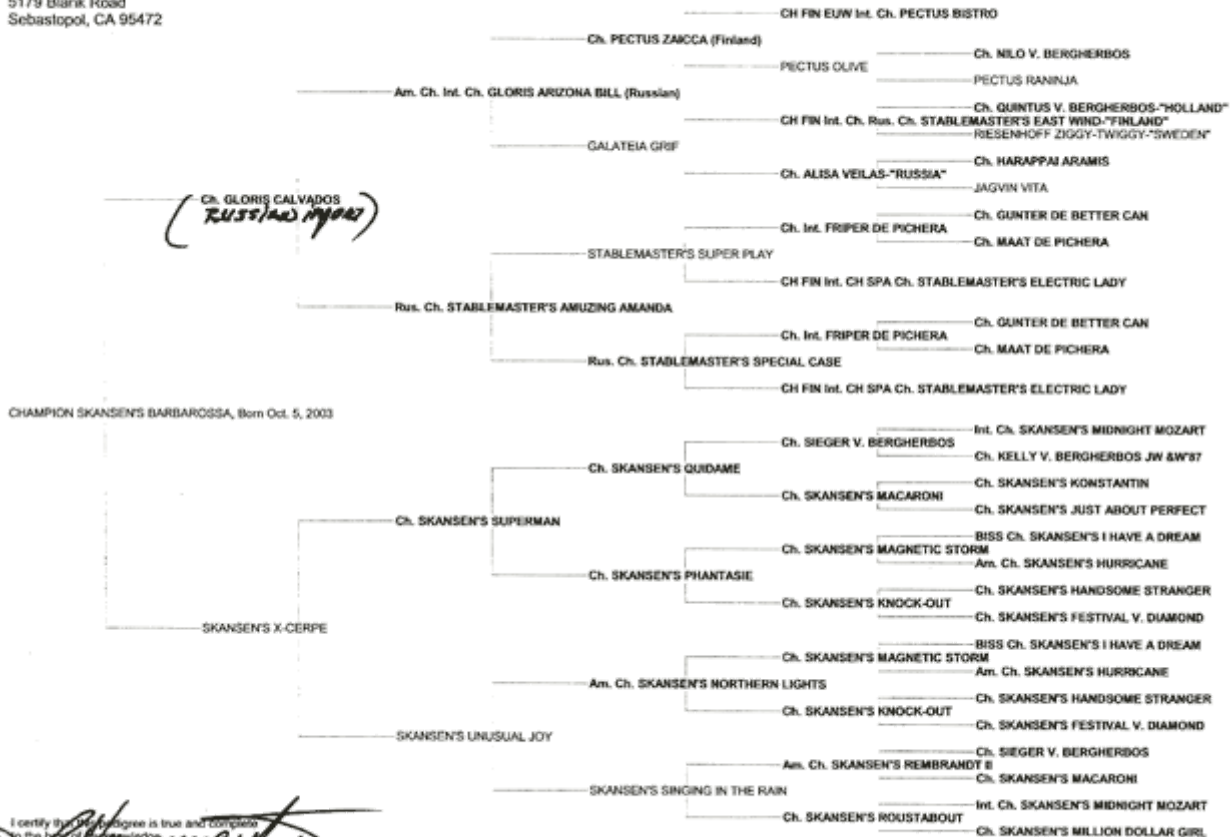 5179 Blank Road
Sebastopol, CA 95472
CH FIN EUW Int. Ch. PECTUS BISTRO
Ch. PECTUS ZAICCA (Finland)
Ch. NILO V. BERGHERBOS
PECTUS OLIVE
PECTUS RANINJA
Am. Ch. Int. Ch. GLORIS ARIZONA BILL (Russian)
Ch. QUINTUS V. BERGHERBOS-"HOLLAND"
CH FIN Int. Ch. Rus. Ch. STABLEMASTER'S EAST WIND-"FINLAND"
RIESENHOFF ZIGGY-TWIGGY-"SWEDEN"
GALATEIA GRIF
Ch. HARAPPAI ARAMIS
Ch. ALISA VEILAS-"RUSSIA"
JAGVIN VITA
Ch. GLORIS CALVADOS
(RUSSIAN IMPORT)
Ch. GUNTER DE BETTER CAN
Ch. Int. FRIPER DE PICHERA
Ch. MAAT DE PICHERA
STABLEMASTER'S SUPER PLAY
CH FIN Int. CH SPA Ch. STABLEMASTER'S ELECTRIC LADY
Rus. Ch. STABLEMASTER'S AMUZING AMANDA
Ch. GUNTER DE BETTER CAN
Ch. Int. FRIPER DE PICHERA
Ch. MAAT DE PICHERA
Rus. Ch. STABLEMASTER'S SPECIAL CASE
CH FIN Int. CH SPA Ch. STABLEMASTER'S ELECTRIC LADY
CHAMPION SKANSEN'S BARBAROSSA, Born Oct. 5, 2003
Int. Ch. SKANSEN'S MIDNIGHT MOZART
Ch. SIEGER V. BERGHERBOS
Ch. KELLY V. BERGHERBOS JW &W'87
Ch. SKANSEN'S QUIDAME
Ch. SKANSEN'S KONSTANTIN
Ch. SKANSEN'S MACARONI
Ch. SKANSEN'S JUST ABOUT PERFECT
Ch. SKANSEN'S SUPERMAN
BISS Ch. SKANSEN'S I HAVE A DREAM
Ch. SKANSEN'S MAGNETIC STORM
Am. Ch. SKANSEN'S HURRICANE
Ch. SKANSEN'S PHANTASIE
Ch. SKANSEN'S HANDSOME STRANGER
Ch. SKANSEN'S KNOCK-OUT
Ch. SKANSEN'S FESTIVAL V. DIAMOND
SKANSEN'S X-CERPE
BISS Ch. SKANSEN'S I HAVE A DREAM
Ch. SKANSEN'S MAGNETIC STORM
Am. Ch. SKANSEN'S HURRICANE
Am. Ch. SKANSEN'S NORTHERN LIGHTS
Ch. SKANSEN'S HANDSOME STRANGER
Ch. SKANSEN'S KNOCK-OUT
Ch. SKANSEN'S FESTIVAL V. DIAMOND
SKANSEN'S UNUSUAL JOY
Ch. SIEGER V. BERGHERBOS
Am. Ch. SKANSEN'S REMBRANDT II
Ch. SKANSEN'S MACARONI
SKANSEN'S SINGING IN THE RAIN
Int. Ch. SKANSEN'S MIDNIGHT MOZART
Ch. SKANSEN'S ROUSTABOUT
Ch. SKANSEN'S MILLION DOLLAR GIRL
I certify that this pedigree is true and complete
to the best of my knowledge